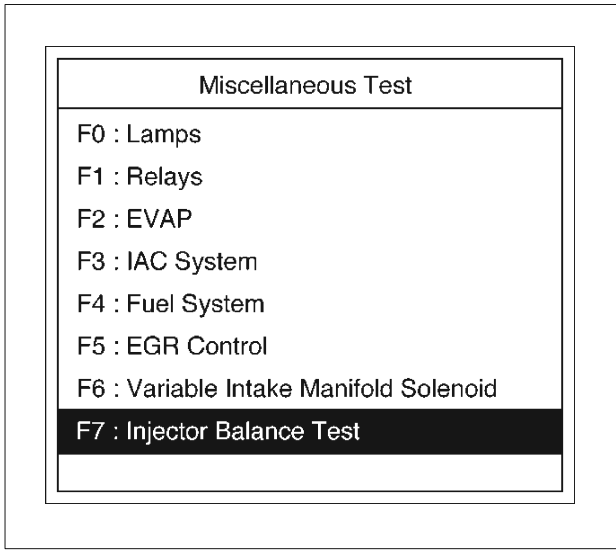 Miscellaneous Test
F0 : Lamps
F1 : Relays
F2 : EVAP
F3 : IAC System
F4 : Fuel System
F5 : EGR Control
F6 : Variable Intake Manifold Solenoid
F7 : Injector Balance Test